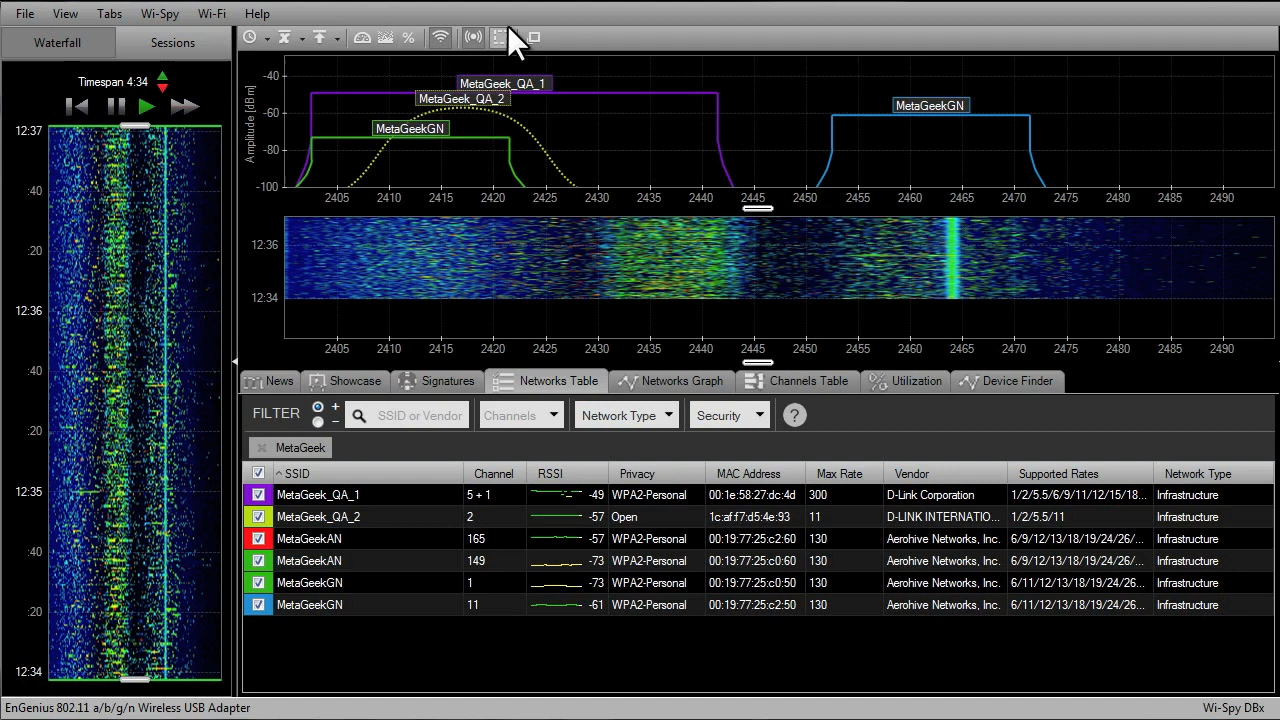 File View Tabs Wi-Spy Wi-Fi Help
Waterfall Sessions
Timespan 4:34
%
12:37
:40
:20
12:36
:40
:20
12:35
:40
:20
12:34
Amplitude [dBm]
-40
-60
-80
-100
MetaGeek_QA_1
MetaGeek_QA_2
MetaGeekGN
MetaGeekGN
2405 2410 2415 2420 2425 2430 2435 2440 2445 2450 2455 2460 2465 2470 2475 2480 2485 2490
12:36
12:34
2405 2410 2415 2420 2425 2430 2435 2440 2445 2450 2455 2460 2465 2470 2475 2480 2485 2490
News Showcase Signatures Networks Table Networks Graph Channels Table Utilization Device Finder
FILTER + − SSID or Vendor Channels Network Type Security ?
MetaGeek
SSID Channel RSSI Privacy MAC Address Max Rate Vendor Supported Rates Network Type
MetaGeek_QA_1 5 + 1 -49 WPA2-Personal 00:1e:58:27:dc:4d 300 D-Link Corporation 1/2/5.5/6/9/11/12/15/18... Infrastructure
MetaGeek_QA_2 2 -57 Open 1c:af:f7:d5:4e:93 11 D-LINK INTERNATIO... 1/2/5.5/11 Infrastructure
MetaGeekAN 165 -57 WPA2-Personal 00:19:77:25:c2:60 130 Aerohive Networks, Inc. 6/9/12/13/18/19/24/26/... Infrastructure
MetaGeekAN 149 -73 WPA2-Personal 00:19:77:25:c0:60 130 Aerohive Networks, Inc. 6/9/12/13/18/19/24/26/... Infrastructure
MetaGeekGN 1 -73 WPA2-Personal 00:19:77:25:c0:50 130 Aerohive Networks, Inc. 6/11/12/13/18/19/24/26... Infrastructure
MetaGeekGN 11 -61 WPA2-Personal 00:19:77:25:c2:50 130 Aerohive Networks, Inc. 6/11/12/13/18/19/24/26... Infrastructure
EnGenius 802.11 a/b/g/n Wireless USB Adapter Wi-Spy DBx